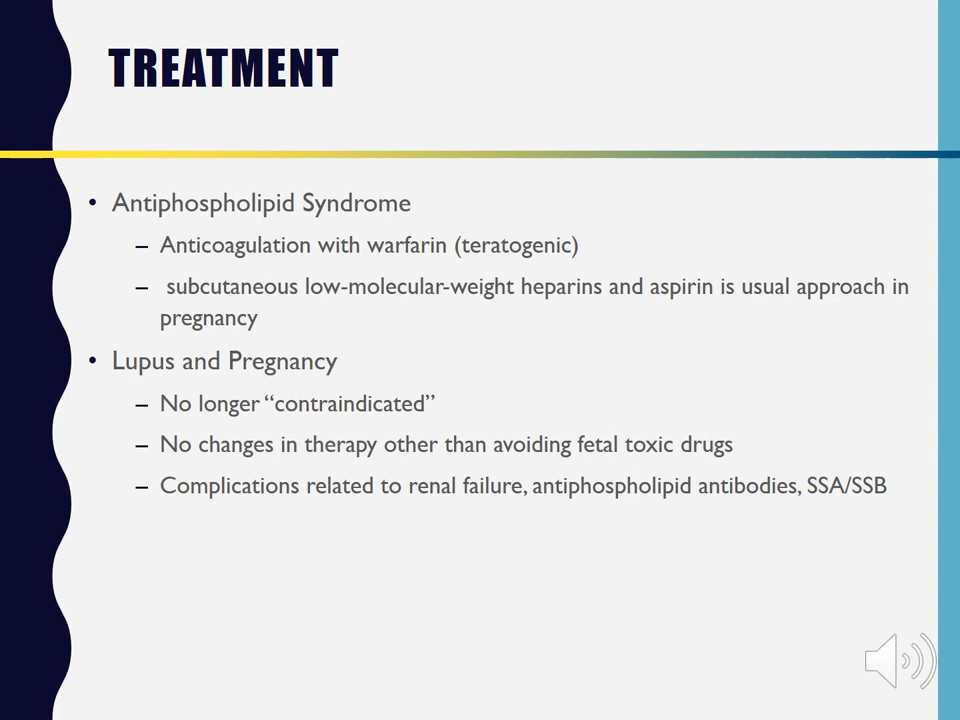 TREATMENT
• Antiphospholipid Syndrome
– Anticoagulation with warfarin (teratogenic)
– subcutaneous low-molecular-weight heparins and aspirin is usual approach in
pregnancy
• Lupus and Pregnancy
– No longer “contraindicated”
– No changes in therapy other than avoiding fetal toxic drugs
– Complications related to renal failure, antiphospholipid antibodies, SSA/SSB